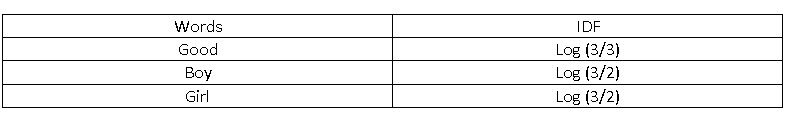 Words IDF
Good Log (3/3)
Boy Log (3/2)
Girl Log (3/2)